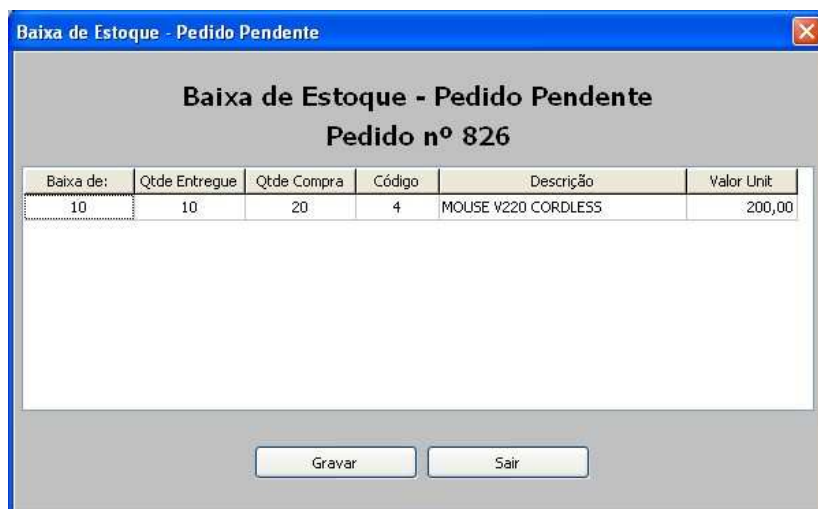 Baixa de Estoque - Pedido Pendente
Baixa de Estoque - Pedido Pendente
Pedido nº 826
Baixa de: Qtde Entregue Qtde Compra Código Descrição Valor Unit
10 10 20 4 MOUSE V220 CORDLESS 200,00
Gravar Sair